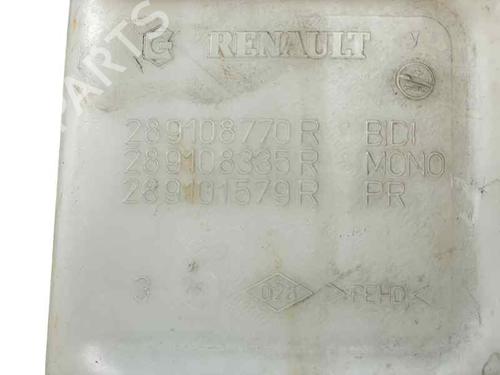 RENAULT
289108770R BIDI
289108335R MONO
289101579R PR
>PEHD<